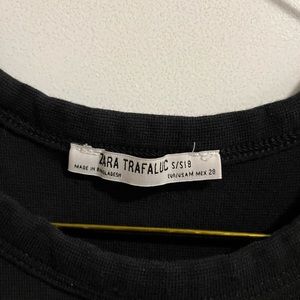 ZARA TRAFALUC S/S18
MADE IN BANGLADESH
EUR/USA M MEX 28